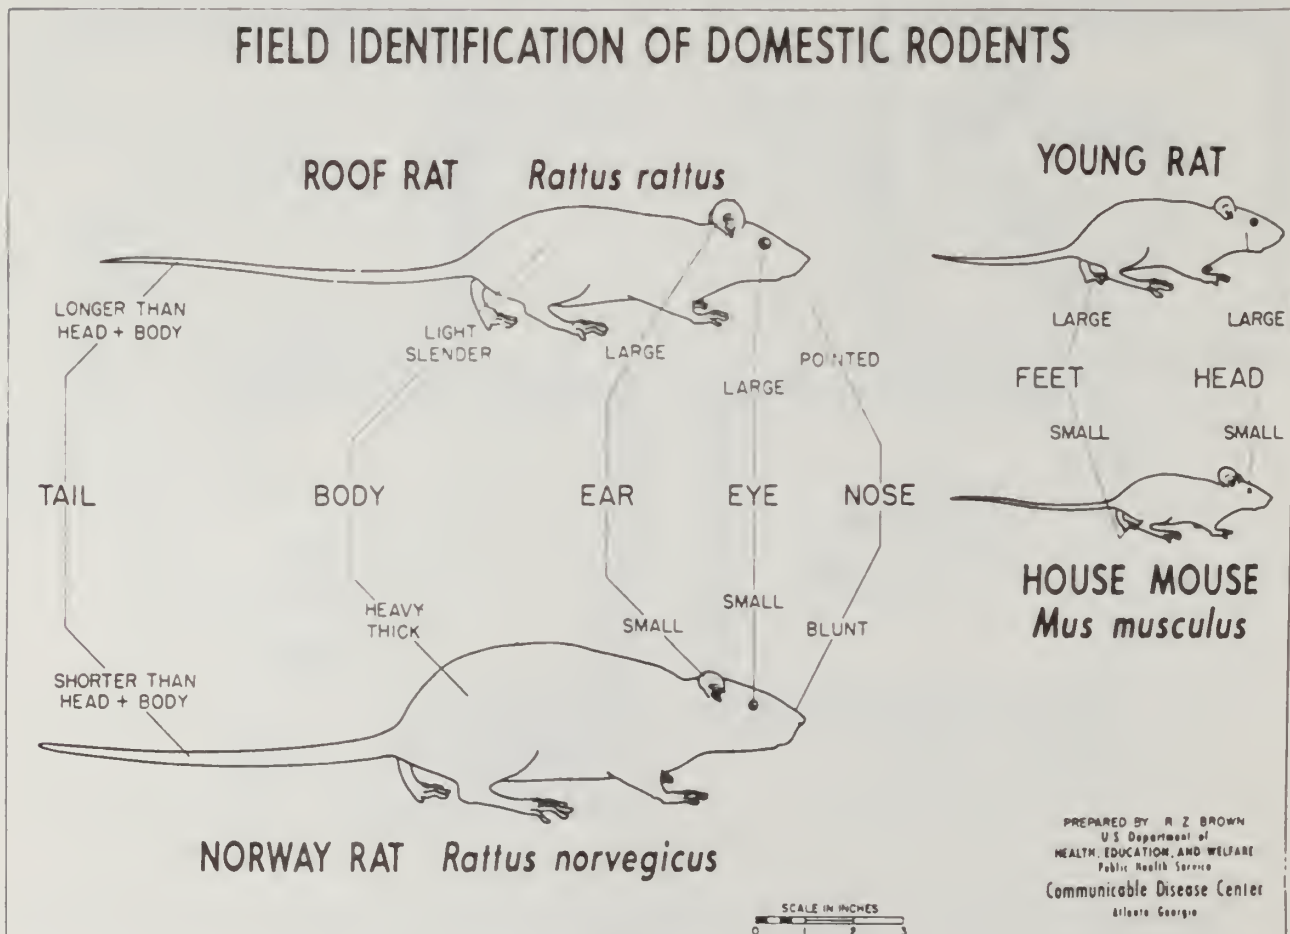 FIELD IDENTIFICATION OF DOMESTIC RODENTS
ROOF RAT Rattus rattus
YOUNG RAT
LONGER THAN
HEAD + BODY
LIGHT
SLENDER
LARGE
LARGE
POINTED
LARGE
LARGE
FEET
HEAD
SMALL
SMALL
TAIL
BODY
EAR
EYE
NOSE
HOUSE MOUSE
Mus musculus
HEAVY
THICK
SMALL
SMALL
BLUNT
SHORTER THAN
HEAD + BODY
NORWAY RAT Rattus norvegicus
PREPARED BY R Z BROWN
U S Department of
HEALTH, EDUCATION, AND WELFARE
Public Health Service
Communicable Disease Center
Atlanta Georgia
SCALE IN INCHES
0 1 2 3